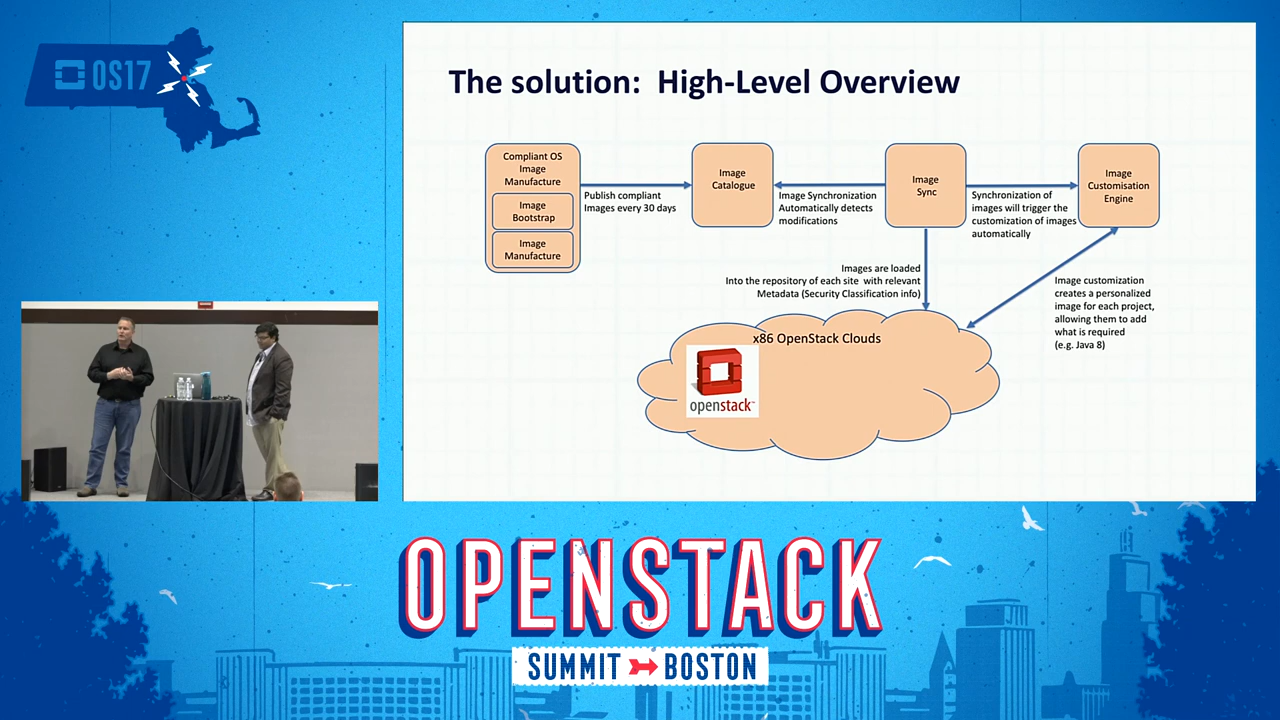 OS17
The solution: High-Level Overview
Compliant OS
Image
Manufacture
Image
Bootstrap
Image
Manufacture
Publish compliant
Images every 30 days
Image
Catalogue
Image Synchronization
Automatically detects
modifications
Image
Sync
Synchronization of
images will trigger the
customization of images
automatically
Image
Customisation
Engine
Images are loaded
Into the repository of each site with relevant
Metadata (Security Classification info)
Image customization
creates a personalized
image for each project,
allowing them to add
what is required
(e.g. Java 8)
x86 OpenStack Clouds
openstack™
OPENSTACK
SUMMIT BOSTON